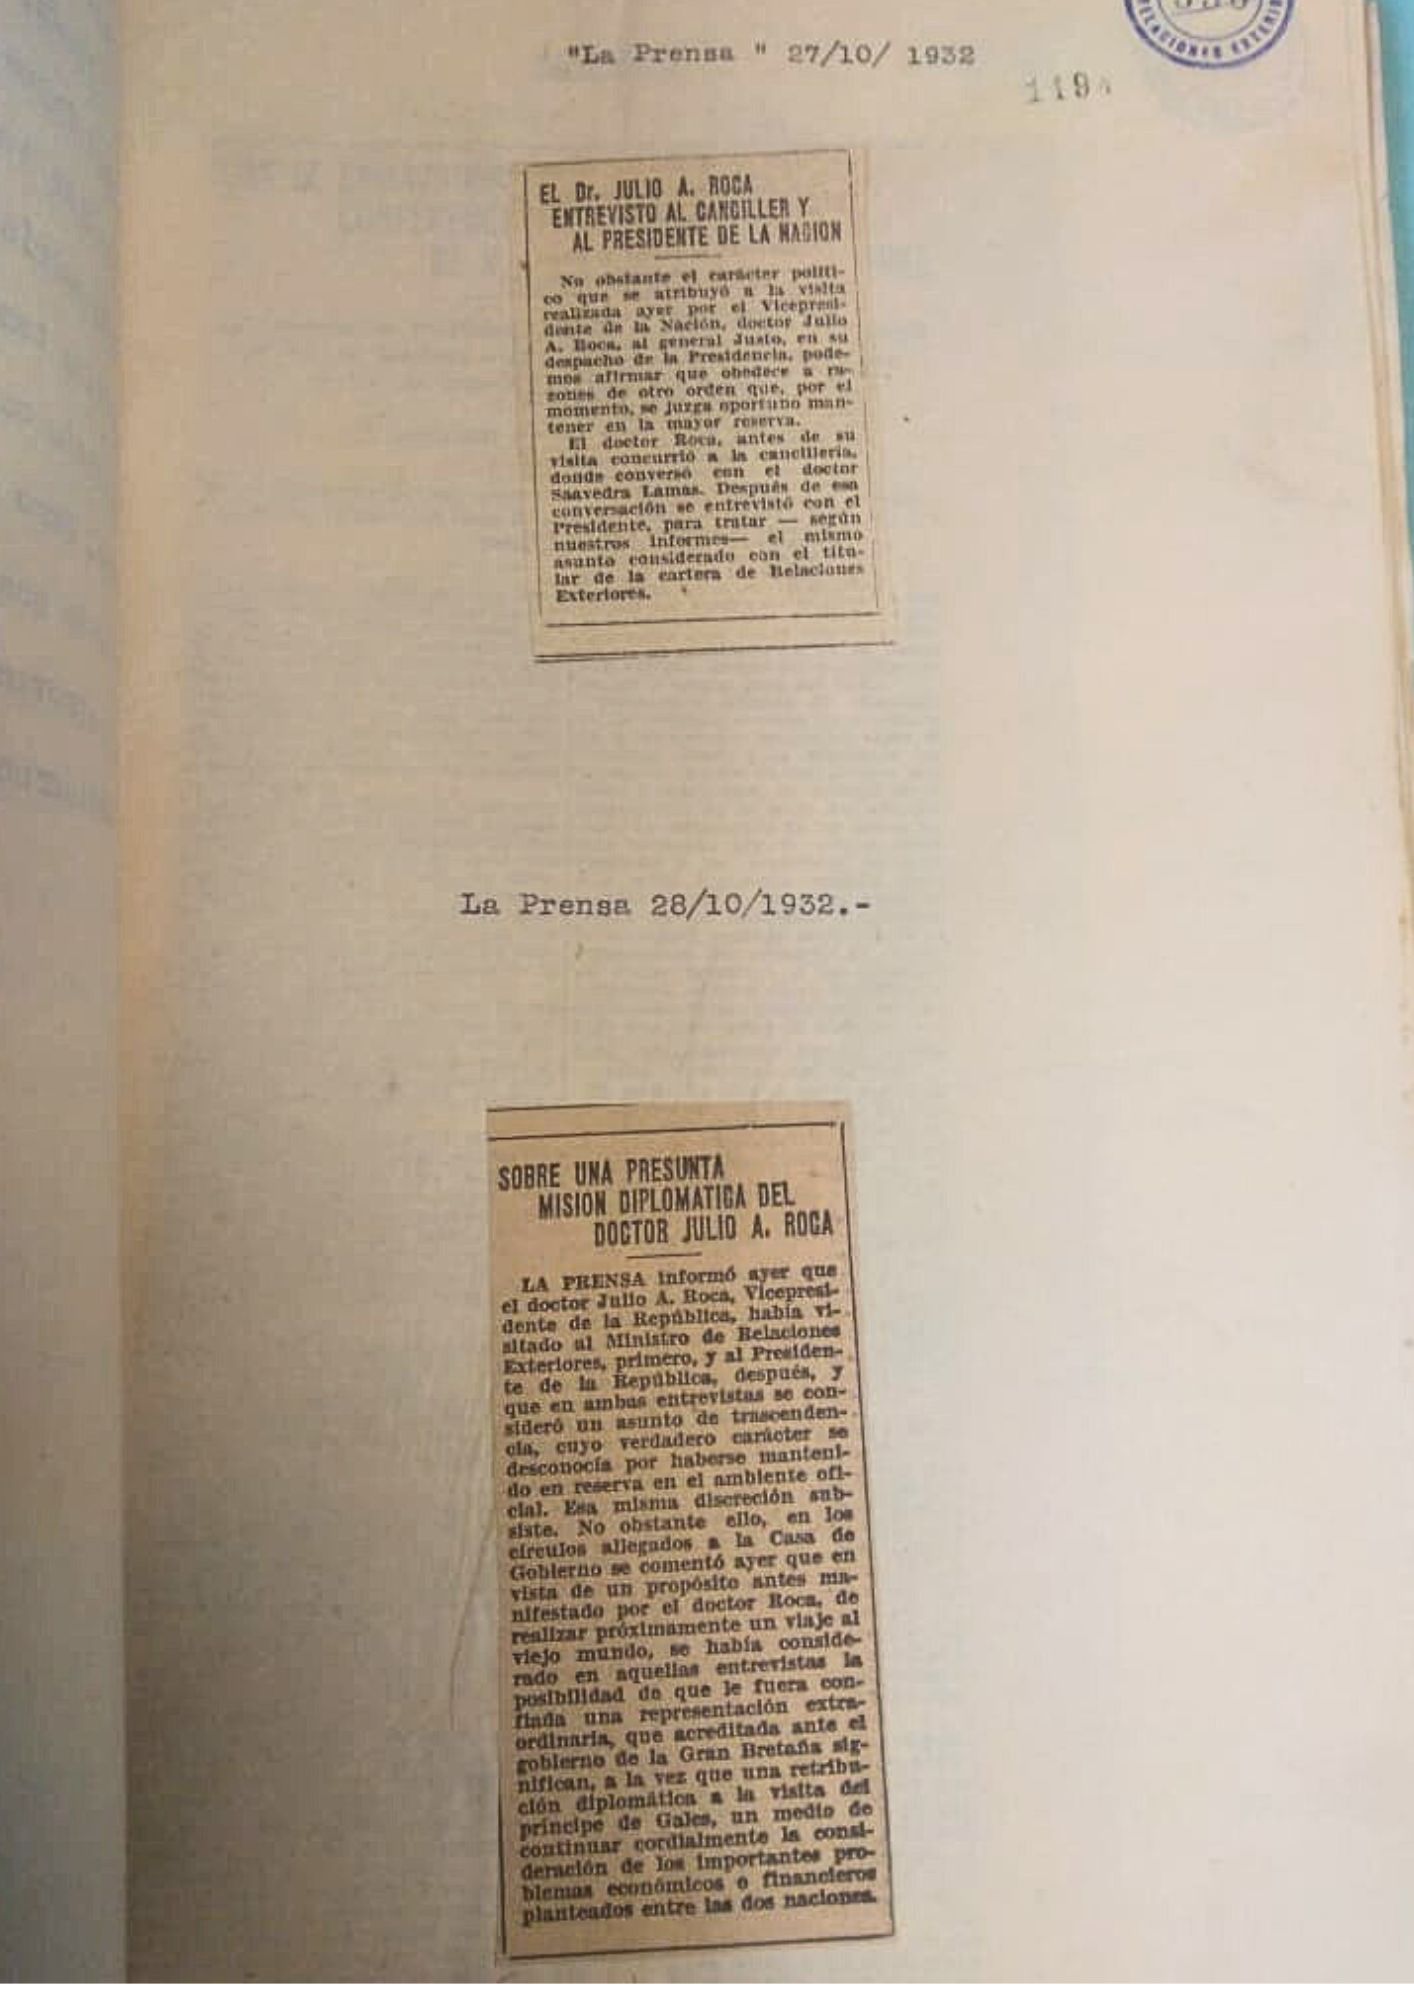 "La Prensa " 27/10/ 1932
119
RELACIONES EXTERIO
EL Dr. JULIO A. ROCA
ENTREVISTO AL CANCILLER Y
AL PRESIDENTE DE LA NACION
No obstante el carácter políti-
co que se atribuyó a la visita
realizada ayer por el Vicepresi-
dente de la Nación, doctor Julio
A. Roca, al general Justo, en su
despacho de la Presidencia, pode-
mos afirmar que obedece a ra-
zones de otro orden que, por el
momento, se juzga oportuno man-
tener en la mayor reserva.
El doctor Roca, antes de su
visita concurrió a la cancillería,
donde conversó con el doctor
Saavedra Lamas. Después de esa
conversación se entrevistó con el
Presidente, para tratar — según
nuestros informes— el mismo
asunto considerado con el titu-
lar de la cartera de Relaciones
Exteriores.
La Prensa 28/10/1932.-
SOBRE UNA PRESUNTA
MISION DIPLOMATICA DEL
DOCTOR JULIO A. ROCA
LA PRENSA informó ayer que
el doctor Julio A. Roca, Vicepresi-
dente de la República, había vi-
sitado al Ministro de Relaciones
Exteriores, primero, y al Presiden-
te de la República, después, y
que en ambas entrevistas se con-
sideró un asunto de trascenden-
cia, cuyo verdadero carácter se
desconocía por haberse manteni-
do en reserva en el ambiente ofi-
cial. Esa misma discreción sub-
siste. No obstante ello, en los
círculos allegados a la Casa de
Gobierno se comentó ayer que en
vista de un propósito antes ma-
nifestado por el doctor Roca, de
realizar próximamente un viaje al
viejo mundo, se había conside-
rado en aquellas entrevistas la
posibilidad de que le fuera con-
fiada una representación extra-
ordinaria, que acreditada ante el
gobierno de la Gran Bretaña sig-
nifican, a la vez que una retribu-
ción diplomática a la visita del
príncipe de Gales, un medio de
continuar cordialmente la consi-
deración de los importantes pro-
blemas económicos o financieros
planteados entre las dos naciones.